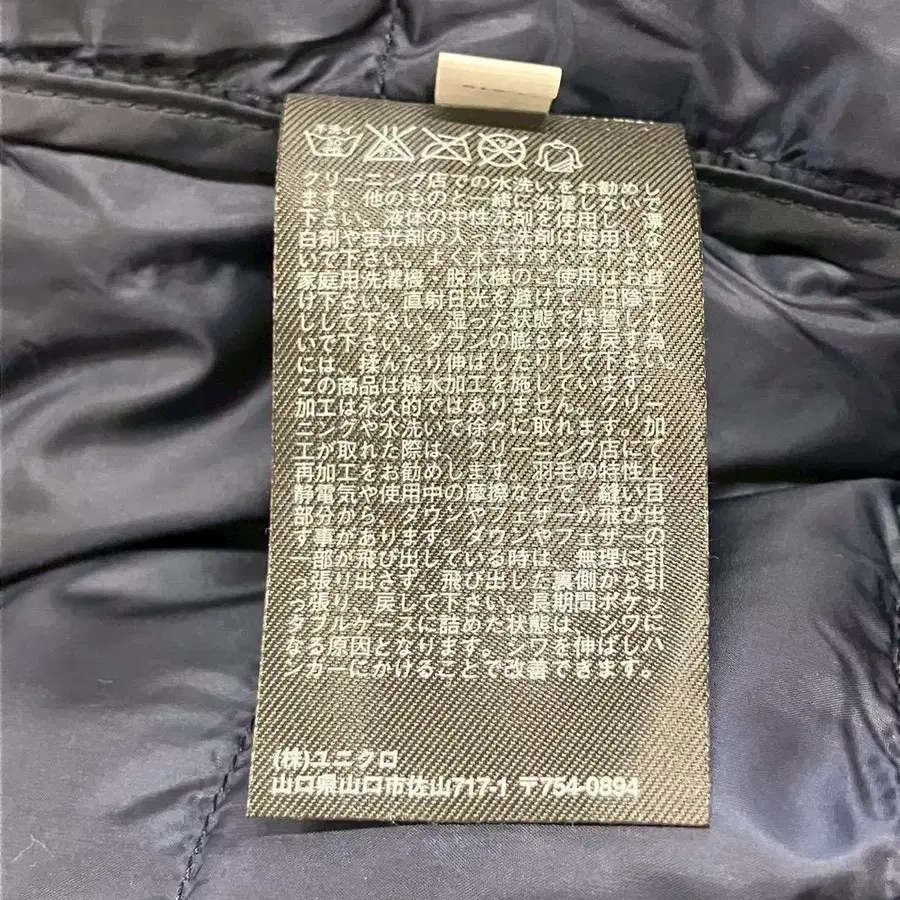 手洗イ
クリーニング店での水洗いをお勧めし
ます。他のものと一緒に洗濯しないで
下さい。液体の中性洗剤を使用し、漂
白剤や蛍光剤の入った洗剤は使用しな
いで下さい。よく水ですすいで下さい。
家庭用洗濯機、脱水機のご使用はお避
け下さい。直射日光を避けて、日陰干
しして下さい。湿った状態で保管しな
いで下さい。ダウンの膨らみを戻す為
には、揉んだり伸ばしたりして下さい。
この商品は撥水加工を施しています。
加工は永久的ではありません。クリー
ニングや水洗いで徐々に取れます。加
工が取れた際は、クリーニング店にて
再加工をお勧めします。羽毛の特性上
静電気や使用中の摩擦などで、縫い目
部分から、ダウンやフェザーが飛び出
す事があります。ダウンやフェザーの
一部が飛び出している時は、無理に引
っ張り出さず、飛び出した裏側から引
っ張り、戻して下さい。長期間ポケッ
タブルケースに詰めた状態は、シワに
なる原因となります。シワを伸ばしハ
ンガーにかけることで改善できます。
(株)ユニクロ
山口県山口市佐山717-1 〒754-0894